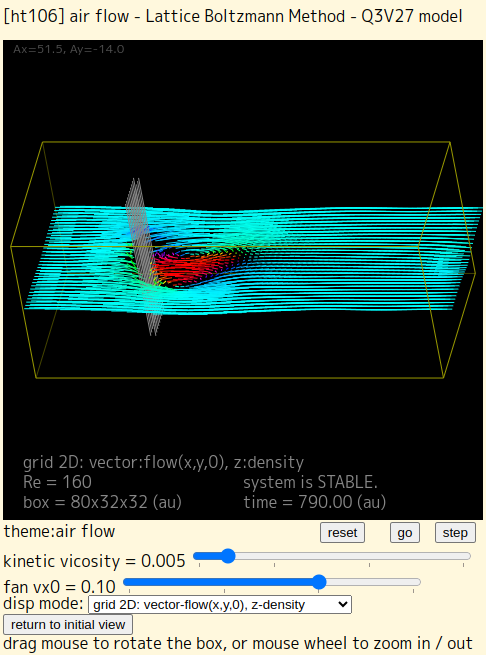 [ht106] air flow - Lattice Boltzmann Method - Q3V27 model
Ax=51.5, Ay=-14.0
grid 2D: vector:flow(x,y,0), z:density
Re = 160 system is STABLE.
box = 80x32x32 (au) time = 790.00 (au)
theme:air flow reset go step
kinetic vicosity = 0.005
fan vx0 = 0.10
disp mode: grid 2D: vector-flow(x,y,0), z-density
return to initial view
drag mouse to rotate the box, or mouse wheel to zoom in / out